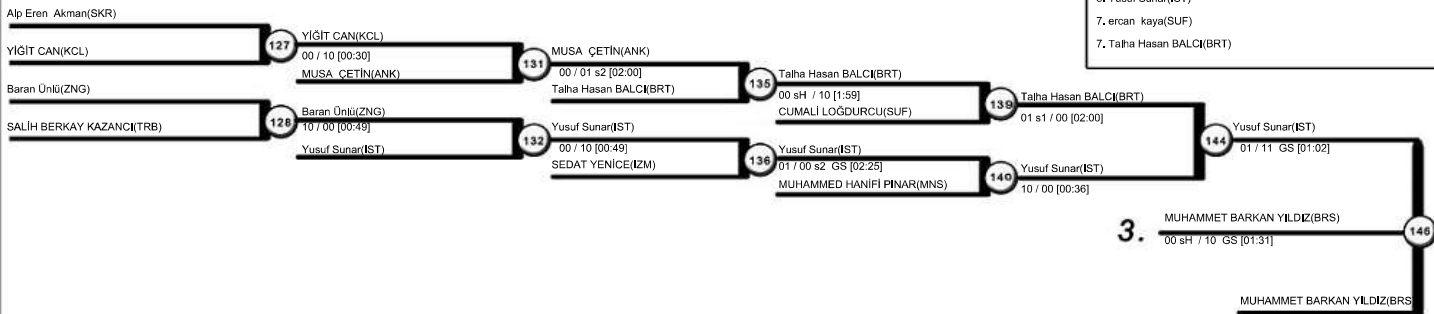 Alp Eren Akman(SKR)
YİĞİT CAN(KCL)
127
YİĞİT CAN(KCL)
00 / 10 [00:30]
MUSA ÇETİN(ANK)
131
MUSA ÇETİN(ANK)
00 / 01 s2 [02:00]
Talha Hasan BALCI(BRT)
135
Talha Hasan BALCI(BRT)
00 sH / 10 [1:59]
CUMALİ LOĞDURCU(SUF)
139
Talha Hasan BALCI(BRT)
01 s1 / 00 [02:00]
Baran Ünlü(ZNG)
SALİH BERKAY KAZANCI(TRB)
128
Baran Ünlü(ZNG)
10 / 00 [00:49]
Yusuf Sunar(IST)
132
Yusuf Sunar(IST)
00 / 10 [00:49]
SEDAT YENİCE(IZM)
136
Yusuf Sunar(IST)
01 / 00 s2 GS [02:25]
MUHAMMED HANİFİ PINAR(MNS)
140
Yusuf Sunar(IST)
10 / 00 [00:36]
144
Yusuf Sunar(IST)
01 / 11 GS [01:02]
3.
MUHAMMET BARKAN YILDIZ(BRS)
00 sH / 10 GS [01:31]
146
MUHAMMET BARKAN YILDIZ(BRS
7. ercan kaya(SUF)
7. Talha Hasan BALCI(BRT)